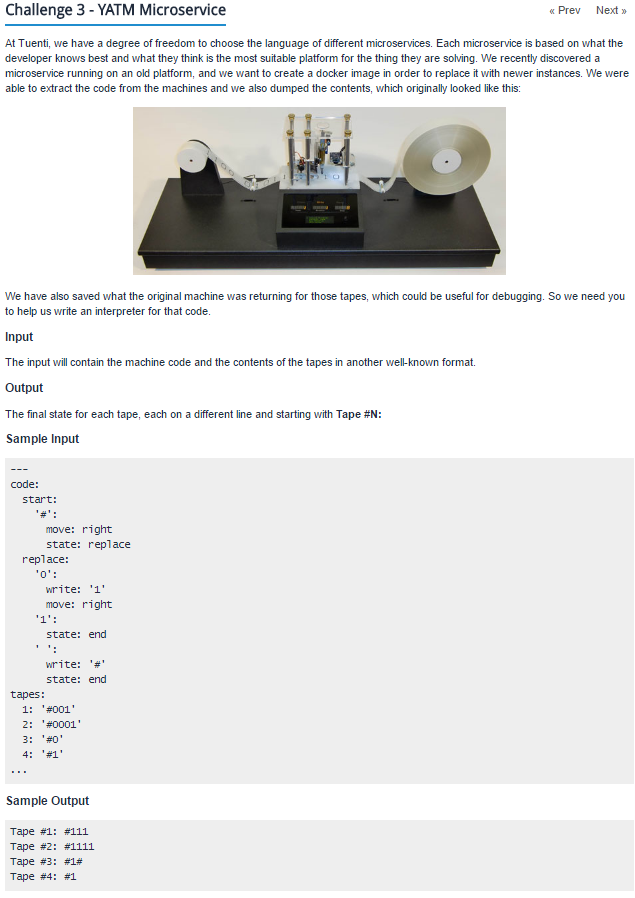 Challenge 3 - YATM Microservice
« Prev Next »
At Tuenti, we have a degree of freedom to choose the language of different microservices. Each microservice is based on what the
developer knows best and what they think is the most suitable platform for the thing they are solving. We recently discovered a
microservice running on an old platform, and we want to create a docker image in order to replace it with newer instances. We were
able to extract the code from the machines and we also dumped the contents, which originally looked like this:
We have also saved what the original machine was returning for those tapes, which could be useful for debugging. So we need you
to help us write an interpreter for that code.
Input
The input will contain the machine code and the contents of the tapes in another well-known format.
Output
The final state for each tape, each on a different line and starting with Tape #N:
Sample Input
---
code:
  start:
    '#':
      move: right
      state: replace
  replace:
    '0':
      write: '1'
      move: right
    '1':
      state: end
    ' ':
      write: '#'
      state: end
tapes:
  1: '#001'
  2: '#0001'
  3: '#0'
  4: '#1'
...
Sample Output
Tape #1: #111
Tape #2: #1111
Tape #3: #1#
Tape #4: #1